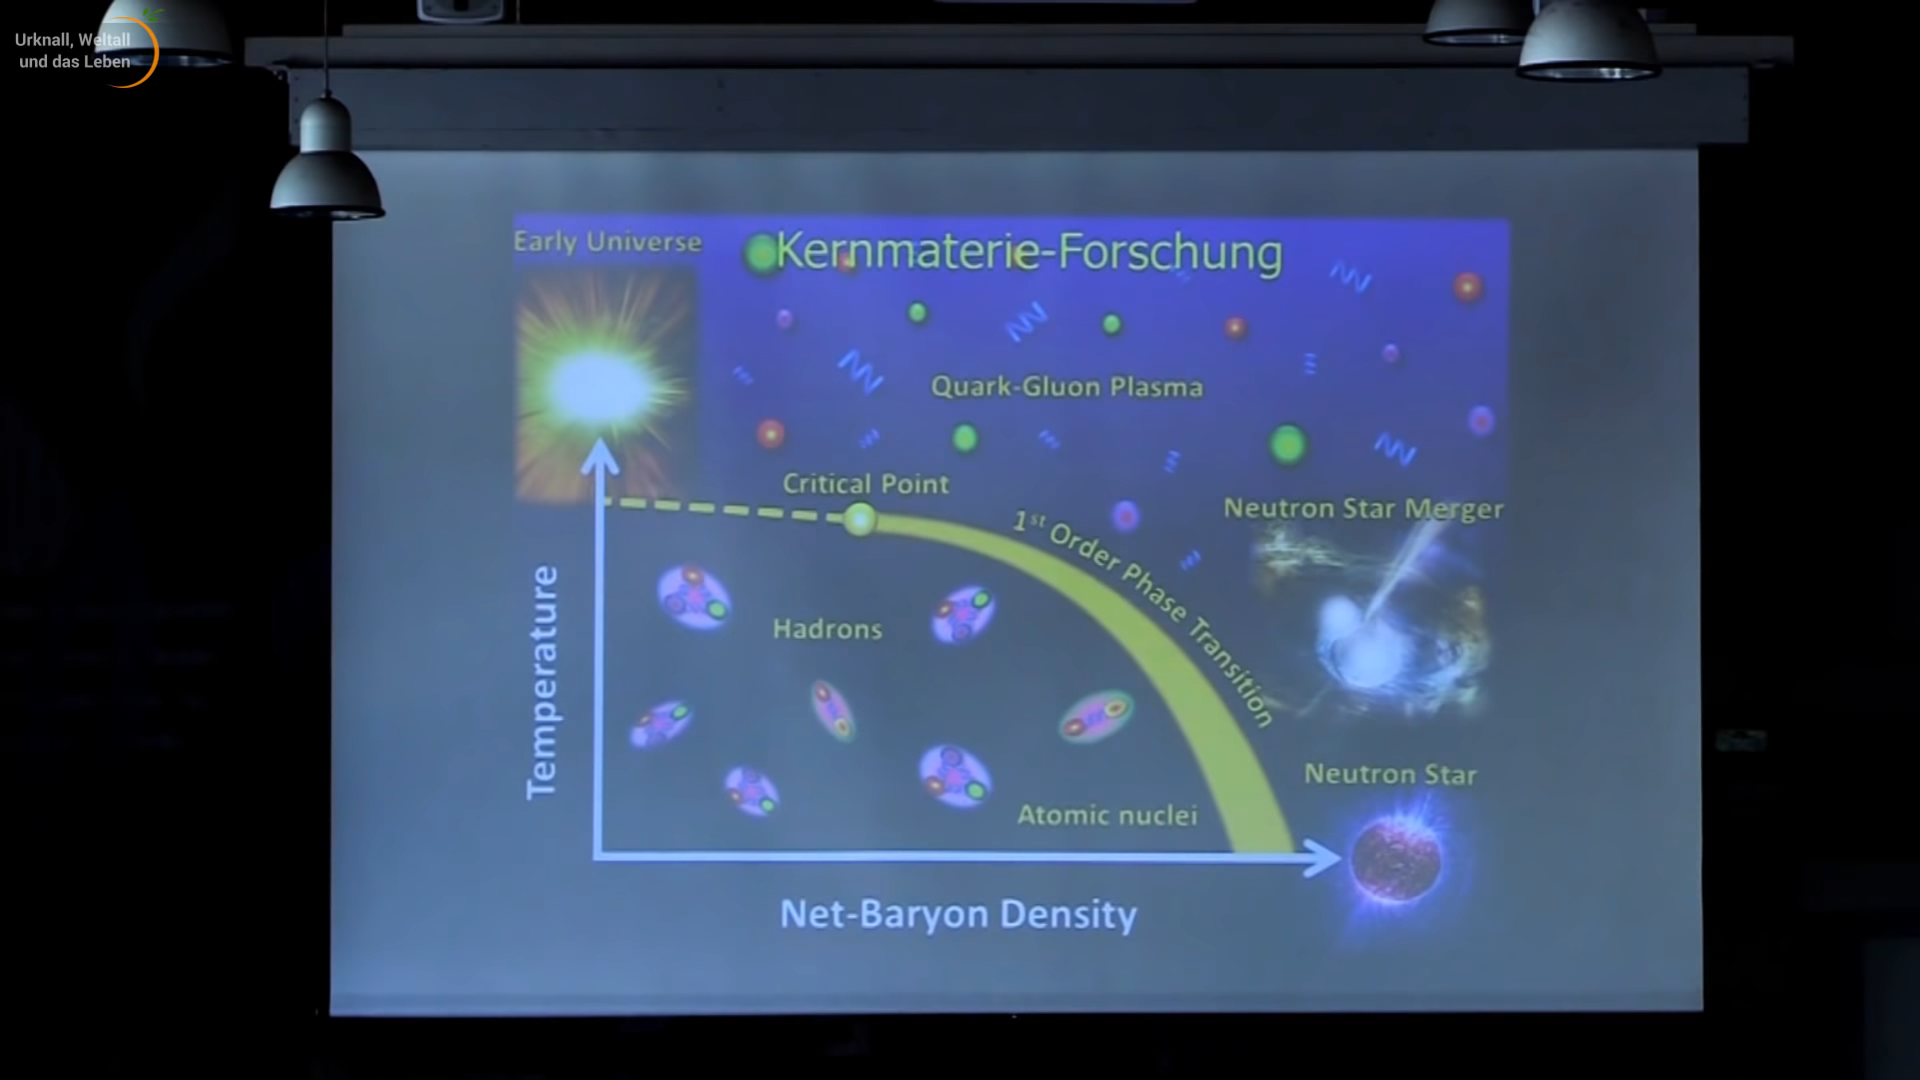 Urknall, Weltall
und das Leben
Early Universe
Kernmaterie-Forschung
Quark-Gluon Plasma
Critical Point
1st Order Phase Transition
Neutron Star Merger
Hadrons
Temperature
Neutron Star
Atomic nuclei
Net-Baryon Density